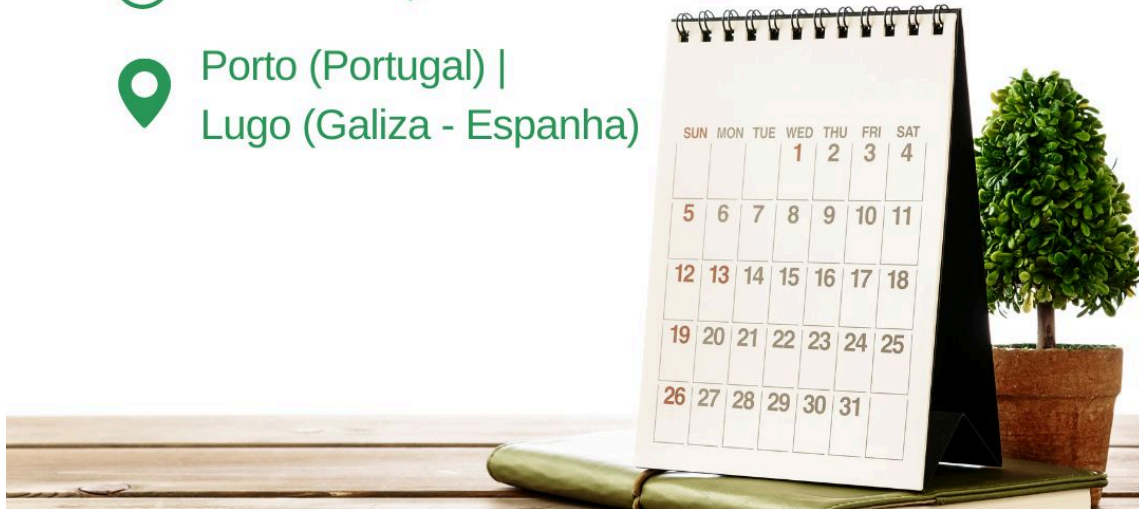 Porto (Portugal) |
Lugo (Galiza - Espanha)
SUN MON TUE WED THU FRI SAT
1 2 3 4
5 6 7 8 9 10 11
12 13 14 15 16 17 18
19 20 21 22 23 24 25
26 27 28 29 30 31